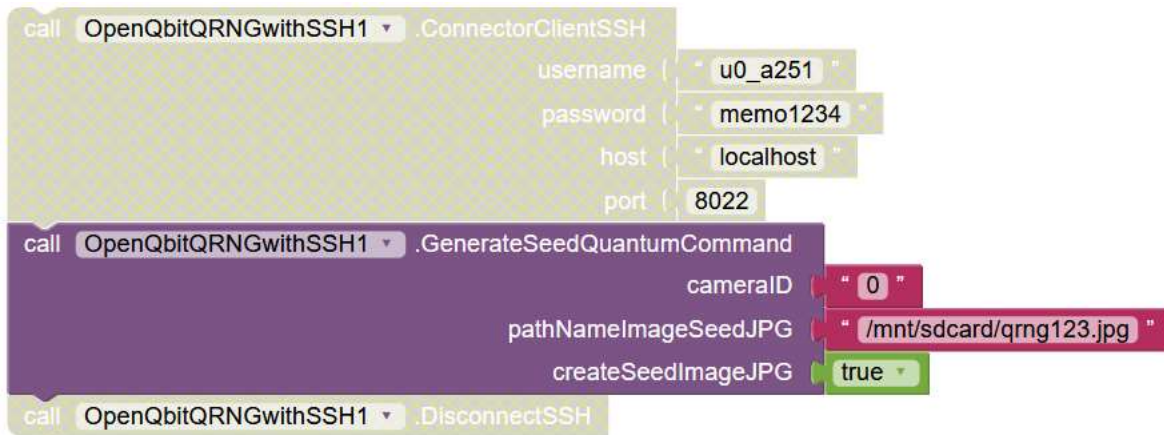 call OpenQbitQRNGwithSSH1 .ConnectorClientSSH
username " u0_a251 "
password " memo1234 "
host " localhost "
port 8022
call OpenQbitQRNGwithSSH1 .GenerateSeedQuantumCommand
cameraID " 0 "
pathNameImageSeedJPG " /mnt/sdcard/qrng123.jpg "
createSeedImageJPG true
call OpenQbitQRNGwithSSH1 .DisconnectSSH